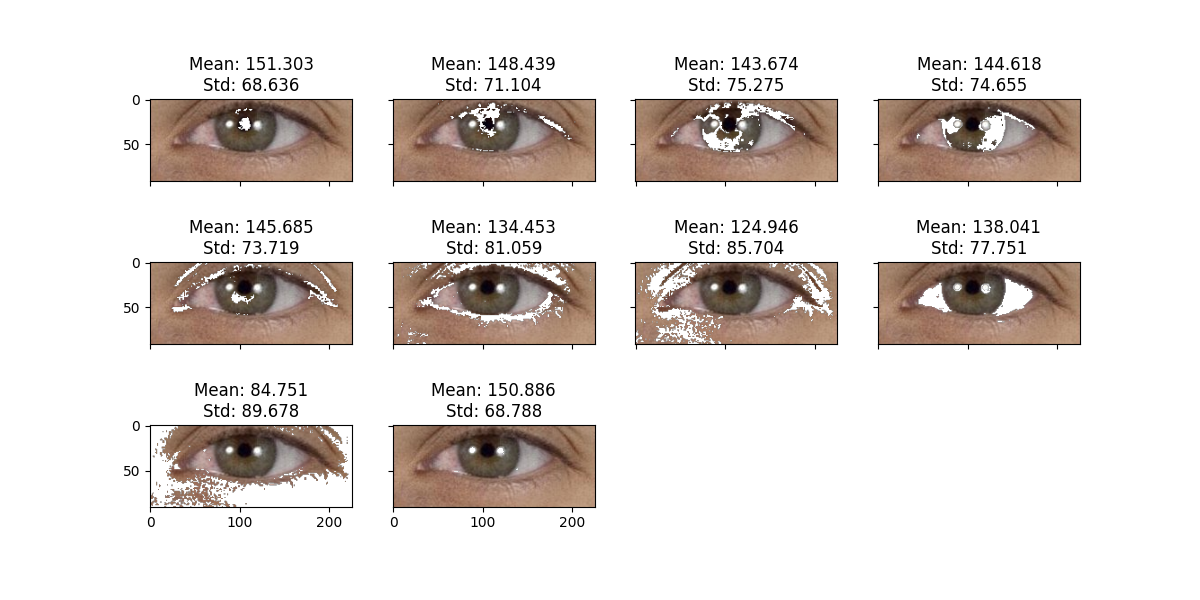 Mean: 151.303
Std: 68.636
Mean: 148.439
Std: 71.104
Mean: 143.674
Std: 75.275
Mean: 144.618
Std: 74.655
0
50
Mean: 145.685
Std: 73.719
Mean: 134.453
Std: 81.059
Mean: 124.946
Std: 85.704
Mean: 138.041
Std: 77.751
0
50
Mean: 84.751
Std: 89.678
Mean: 150.886
Std: 68.788
0
50
0 100 200
0 100 200